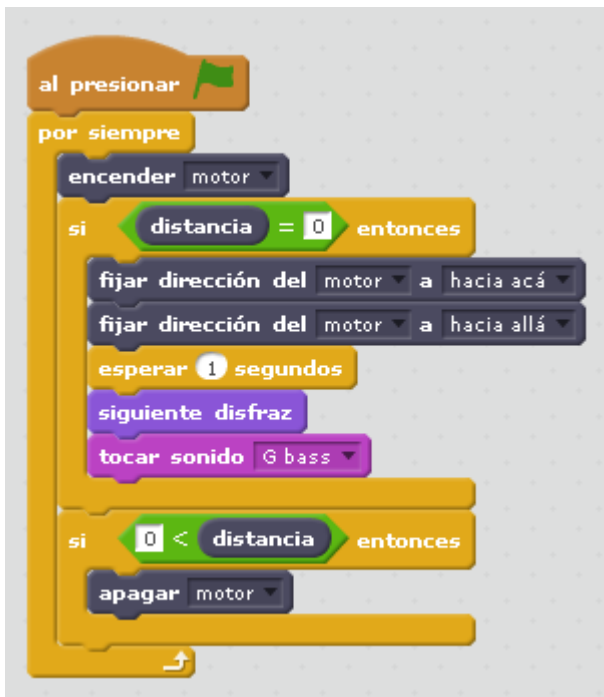 al presionar
por siempre
encender motor
si distancia = 0 entonces
fijar dirección del motor a hacia acá
fijar dirección del motor a hacia allá
esperar 1 segundos
siguiente disfraz
tocar sonido G bass
si 0 < distancia entonces
apagar motor